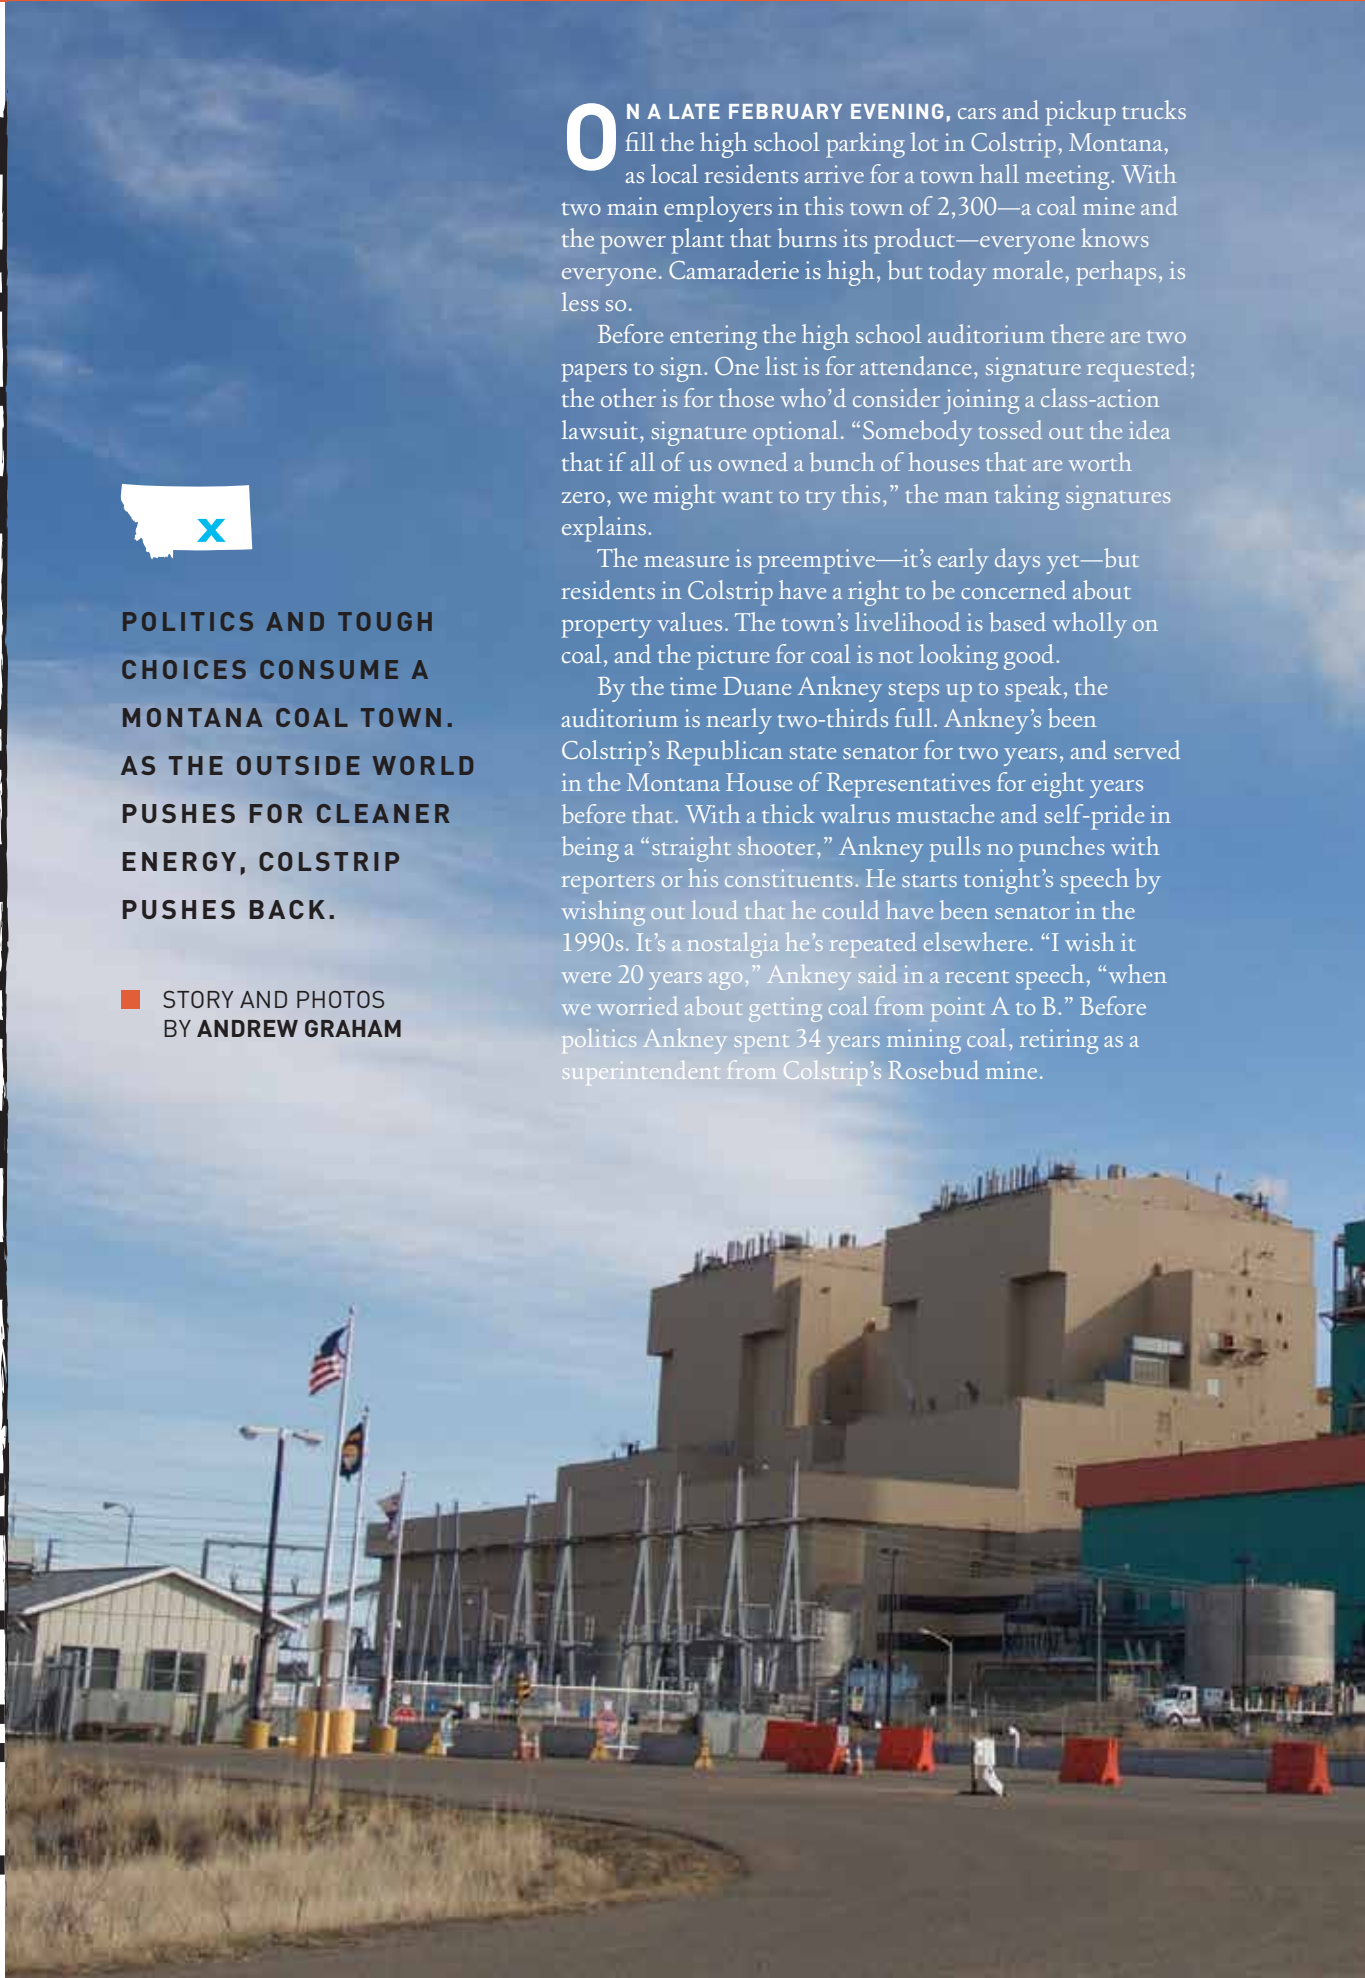 POLITICS AND TOUGH
CHOICES CONSUME A
MONTANA COAL TOWN.
AS THE OUTSIDE WORLD
PUSHES FOR CLEANER
ENERGY, COLSTRIP
PUSHES BACK.
STORY AND PHOTOS
BY ANDREW GRAHAM
ON A LATE FEBRUARY EVENING, cars and pickup trucks
fill the high school parking lot in Colstrip, Montana,
as local residents arrive for a town hall meeting. With
two main employers in this town of 2,300—a coal mine and
the power plant that burns its product—everyone knows
everyone. Camaraderie is high, but today morale, perhaps, is
less so.
Before entering the high school auditorium there are two
papers to sign. One list is for attendance, signature requested;
the other is for those who’d consider joining a class-action
lawsuit, signature optional. “Somebody tossed out the idea
that if all of us owned a bunch of houses that are worth
zero, we might want to try this,” the man taking signatures
explains.
The measure is preemptive—it’s early days yet—but
residents in Colstrip have a right to be concerned about
property values. The town’s livelihood is based wholly on
coal, and the picture for coal is not looking good.
By the time Duane Ankney steps up to speak, the
auditorium is nearly two-thirds full. Ankney’s been
Colstrip’s Republican state senator for two years, and served
in the Montana House of Representatives for eight years
before that. With a thick walrus mustache and self-pride in
being a “straight shooter,” Ankney pulls no punches with
reporters or his constituents. He starts tonight’s speech by
wishing out loud that he could have been senator in the
1990s. It’s a nostalgia he’s repeated elsewhere. “I wish it
were 20 years ago,” Ankney said in a recent speech, “when
we worried about getting coal from point A to B.” Before
politics Ankney spent 34 years mining coal, retiring as a
superintendent from Colstrip’s Rosebud mine.